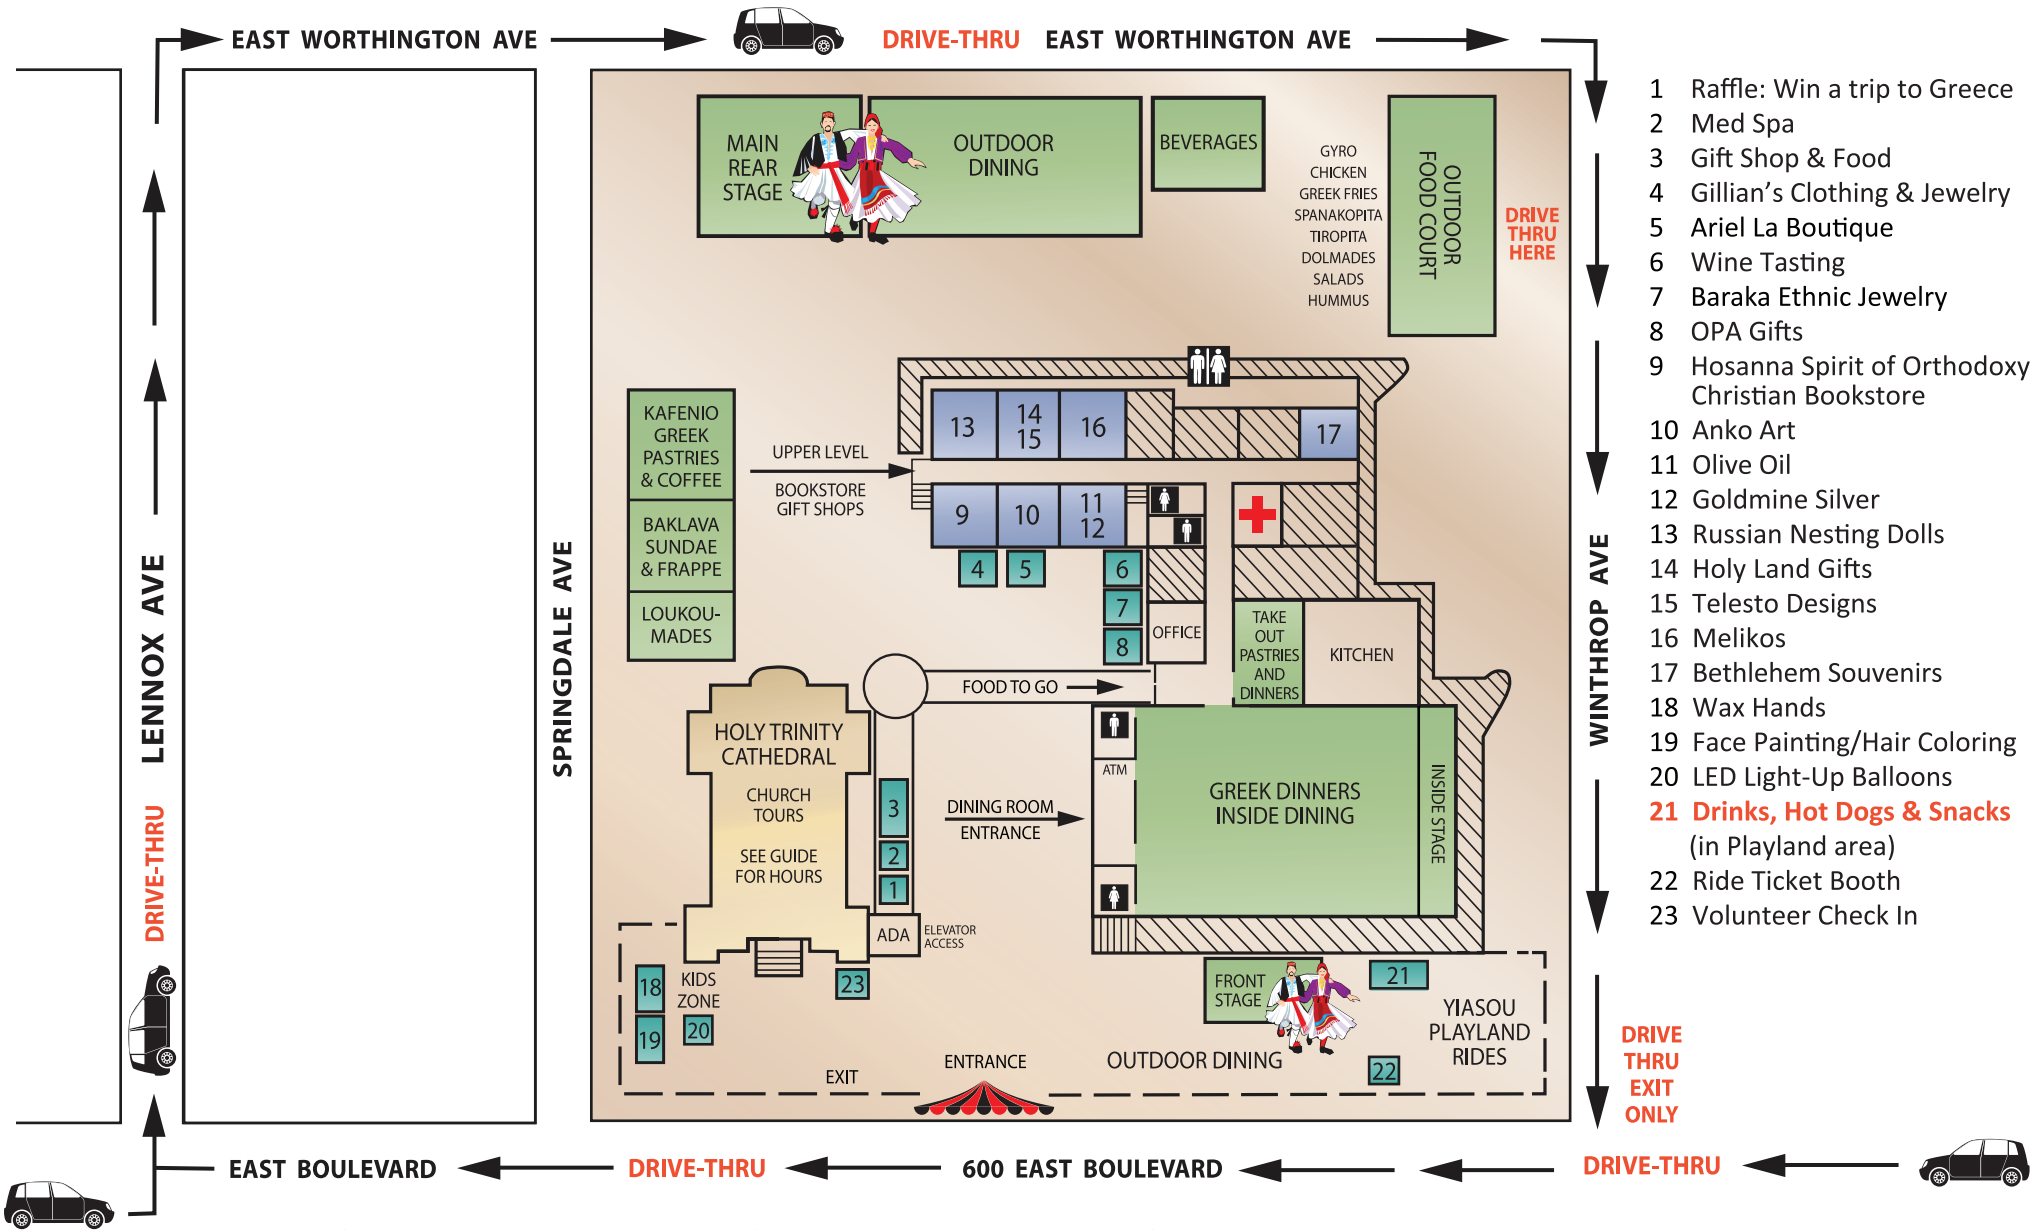 EAST WORTHINGTON AVE
DRIVE-THRU EAST WORTHINGTON AVE
MAIN
REAR
STAGE
OUTDOOR
DINING
BEVERAGES
GYRO
CHICKEN
GREEK FRIES
SPANAKOPITA
TIROPITA
DOLMADES
SALADS
HUMMUS
OUTDOOR
FOOD COURT
DRIVE
THRU
HERE
KAFENIO
GREEK
PASTRIES
& COFFEE
BAKLAVA
SUNDAE
& FRAPPE
LOUKOU-
MADES
UPPER LEVEL
BOOKSTORE
GIFT SHOPS
13
14
15
16
17
9
10
11
12
4
5
6
7
8
OFFICE
TAKE
OUT
PASTRIES
AND
DINNERS
KITCHEN
FOOD TO GO
HOLY TRINITY
CATHEDRAL
CHURCH
TOURS
SEE GUIDE
FOR HOURS
3
2
1
ADA
ELEVATOR
ACCESS
DINING ROOM
ENTRANCE
ATM
GREEK DINNERS
INSIDE DINING
INSIDE STAGE
18
19
KIDS
ZONE
20
23
EXIT
ENTRANCE
FRONT
STAGE
OUTDOOR DINING
21
22
YIASOU
PLAYLAND
RIDES
LENNOX AVE
DRIVE-THRU
SPRINGDALE AVE
WINTHROP AVE
DRIVE
THRU
EXIT
ONLY
EAST BOULEVARD
DRIVE-THRU
600 EAST BOULEVARD
DRIVE-THRU
1 Raffle: Win a trip to Greece
2 Med Spa
3 Gift Shop & Food
4 Gillian's Clothing & Jewelry
5 Ariel La Boutique
6 Wine Tasting
7 Baraka Ethnic Jewelry
8 OPA Gifts
9 Hosanna Spirit of Orthodoxy
Christian Bookstore
10 Anko Art
11 Olive Oil
12 Goldmine Silver
13 Russian Nesting Dolls
14 Holy Land Gifts
15 Telesto Designs
16 Melikos
17 Bethlehem Souvenirs
18 Wax Hands
19 Face Painting/Hair Coloring
20 LED Light-Up Balloons
21 Drinks, Hot Dogs & Snacks
(in Playland area)
22 Ride Ticket Booth
23 Volunteer Check In